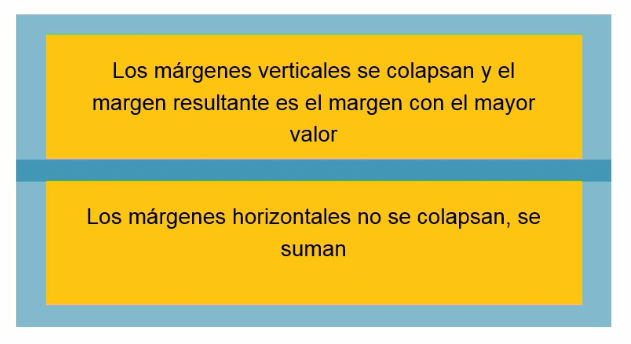 Los márgenes verticales se colapsan y el
margen resultante es el margen con el mayor
valor
Los márgenes horizontales no se colapsan, se
suman